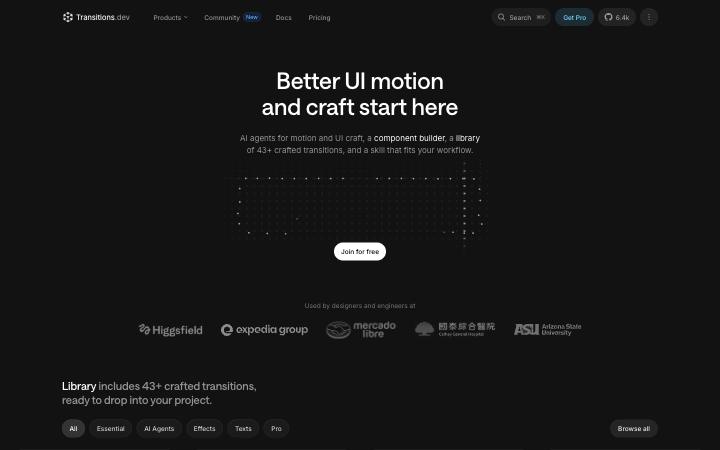 Transitions.dev Products Community New Docs Pricing Search ⌘K Get Pro 6.4k
Better UI motion
and craft start here
AI agents for motion and UI craft, a component builder, a library
of 43+ crafted transitions, and a skill that fits your workflow.
Join for free
Used by designers and engineers at
Higgsfield
expedia group
mercado
libre
國泰綜合醫院
Cathay General Hospital
ASU Arizona State
University
Library includes 43+ crafted transitions,
ready to drop into your project.
All Essential AI Agents Effects Texts Pro Browse all